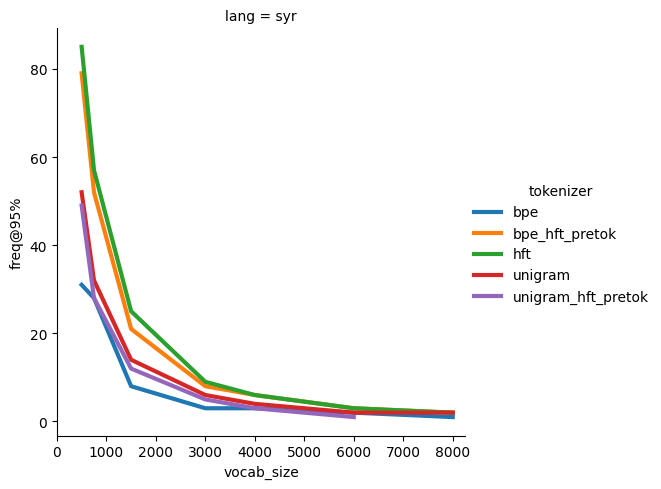 lang = syr
80
60
40
20
0
freq@95%
0 1000 2000 3000 4000 5000 6000 7000 8000
vocab_size
tokenizer
bpe
bpe_hft_pretok
hft
unigram
unigram_hft_pretok